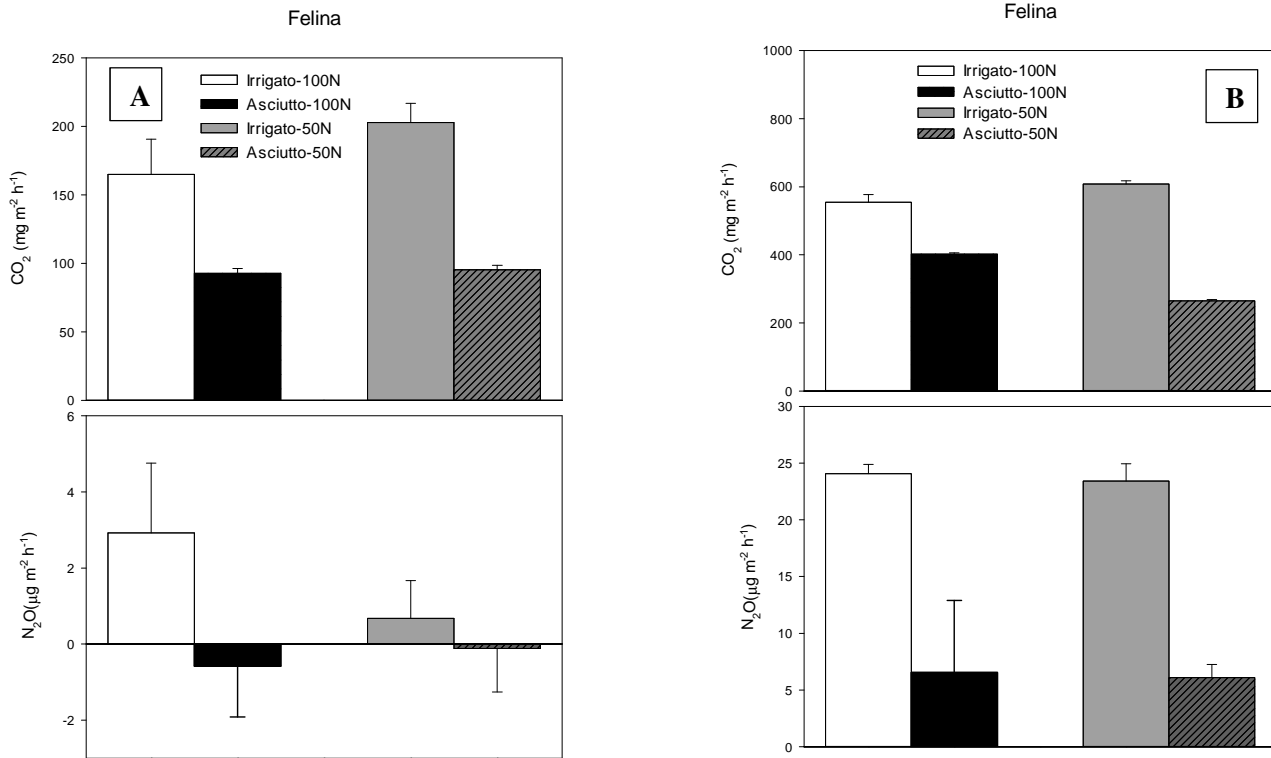 Felina
A
Irrigato-100N
Asciutto-100N
Irrigato-50N
Asciutto-50N
CO2 (mg m-2 h-1)
250
200
150
100
50
0
N2O(µg m-2 h-1)
4
2
0
-2
Felina
B
Irrigato-100N
Asciutto-100N
Irrigato-50N
Asciutto-50N
CO2 (mg m-2 h-1)
1000
800
600
400
200
0
N2O(µg m-2 h-1)
30
25
20
15
10
5
0